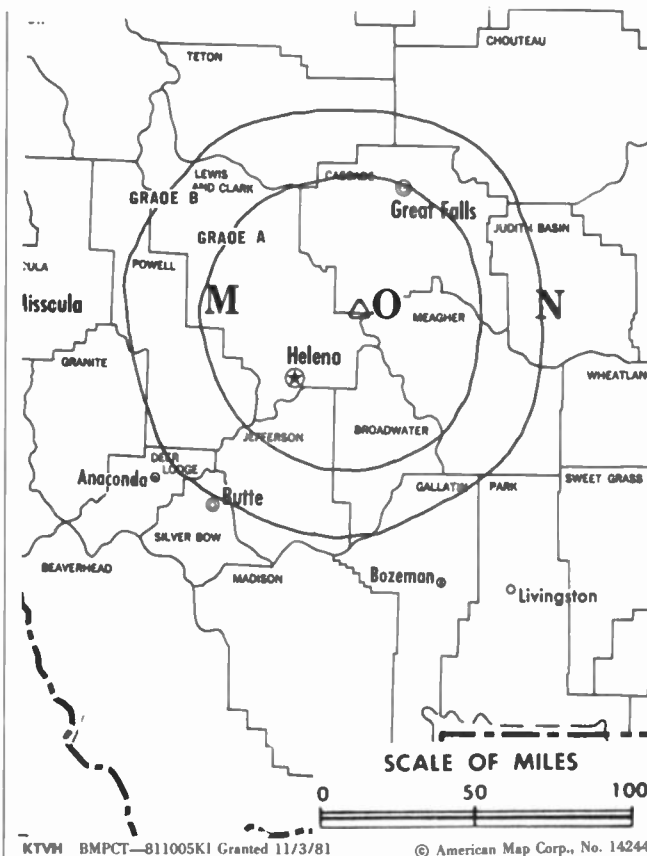 CHOUTEAU
TETON
LEWIS
AND CLARK
CASCADE
GRADE B
Great Falls
GRADE A
JUDITH BASIN
POWELL
M O N
MEAGHER
Helena
GRANITE
WHEATLAN
JEFFERSON
BROADWATER
DEER
LODGE
Anaconda
GALLATIN
PARK
SWEET GRASS
Butte
SILVER BOW
BEAVERHEAD
MADISON
Bozeman
Livingston
SCALE OF MILES
0 50 100
KTVH BMPCT—811005KI Granted 11/3/81
© American Map Corp., No. 14244